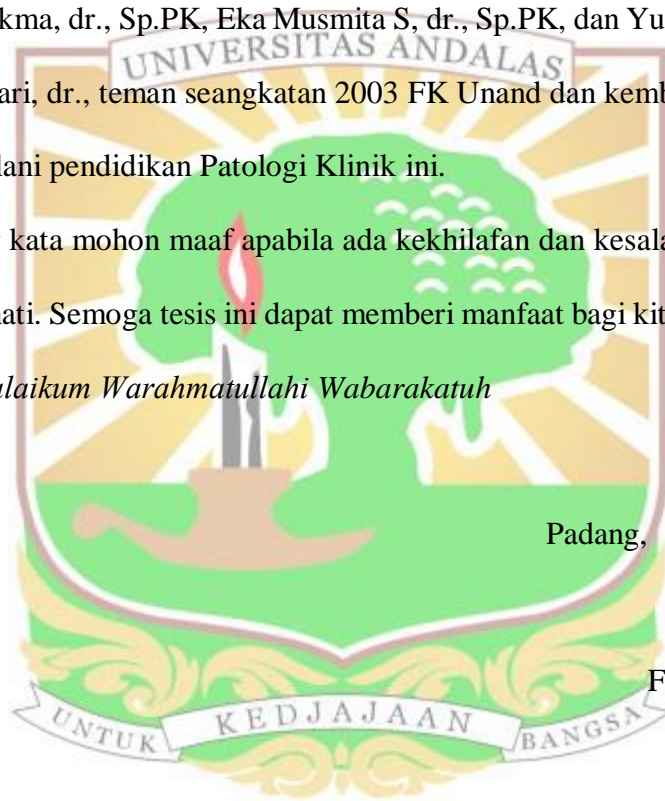 kma, dr., Sp.PK, Eka Musmita S, dr., Sp.PK, dan Yu
UNIVERSITAS ANDALAS
ari, dr., teman seangkatan 2003 FK Unand dan kemb
lani pendidikan Patologi Klinik ini.
kata mohon maaf apabila ada kekhilafan dan kesala
ati. Semoga tesis ini dapat memberi manfaat bagi kit
alaikum Warahmatullahi Wabarakatuh
Padang,
F
UNTUK KEDJAJAAN BANGSA